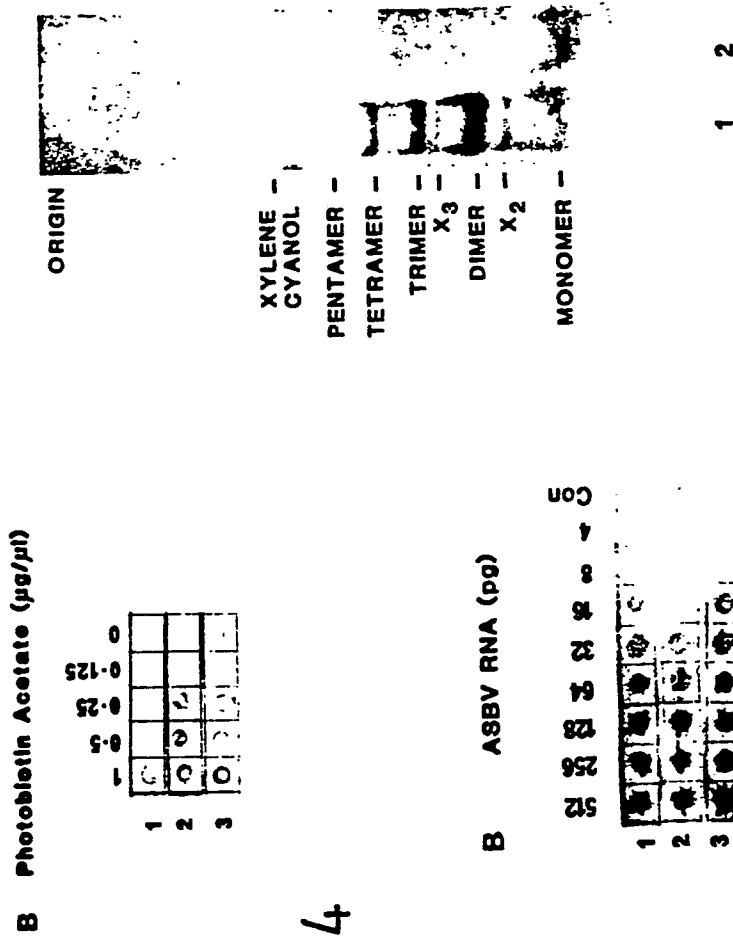 B Photobiotin Acetate (µg/µl)
1 0·5 0·25 0·125 0
1
2
3
ORIGIN
XYLENE
CYANOL
PENTAMER
TETRAMER
TRIMER
X3
DIMER
X2
MONOMER
1 2
4
B ASBV RNA (pg)
512 256 128 64 32 16 8 4 Con
1
2
3